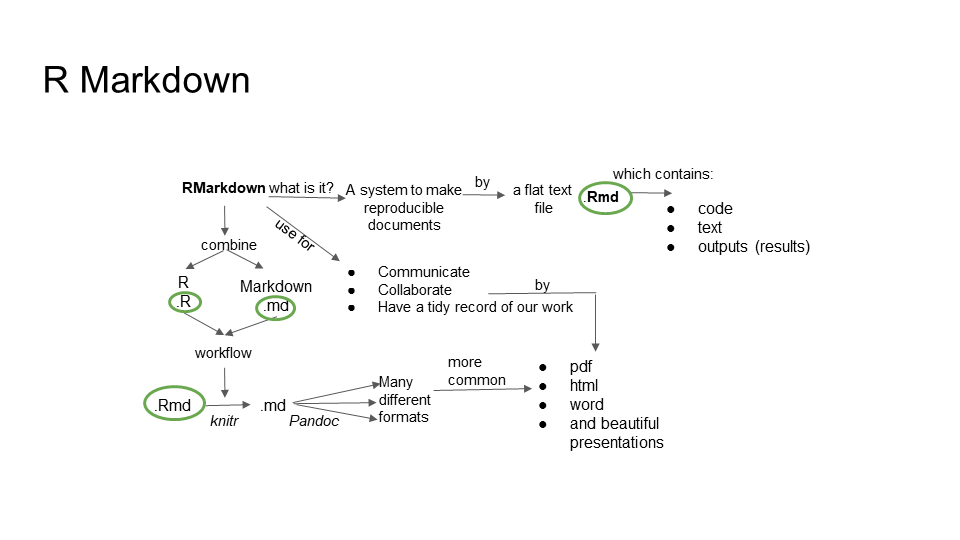 R Markdown
RMarkdown what is it?
A system to make
reproducible
documents
by
a flat text
file
.Rmd
which contains:
● code
● text
● outputs (results)
combine
use for
R
.R
Markdown
.md
● Communicate
● Collaborate
● Have a tidy record of our work
by
workflow
.Rmd
knitr
.md
Pandoc
Many
different
formats
more
common
● pdf
● html
● word
● and beautiful
presentations